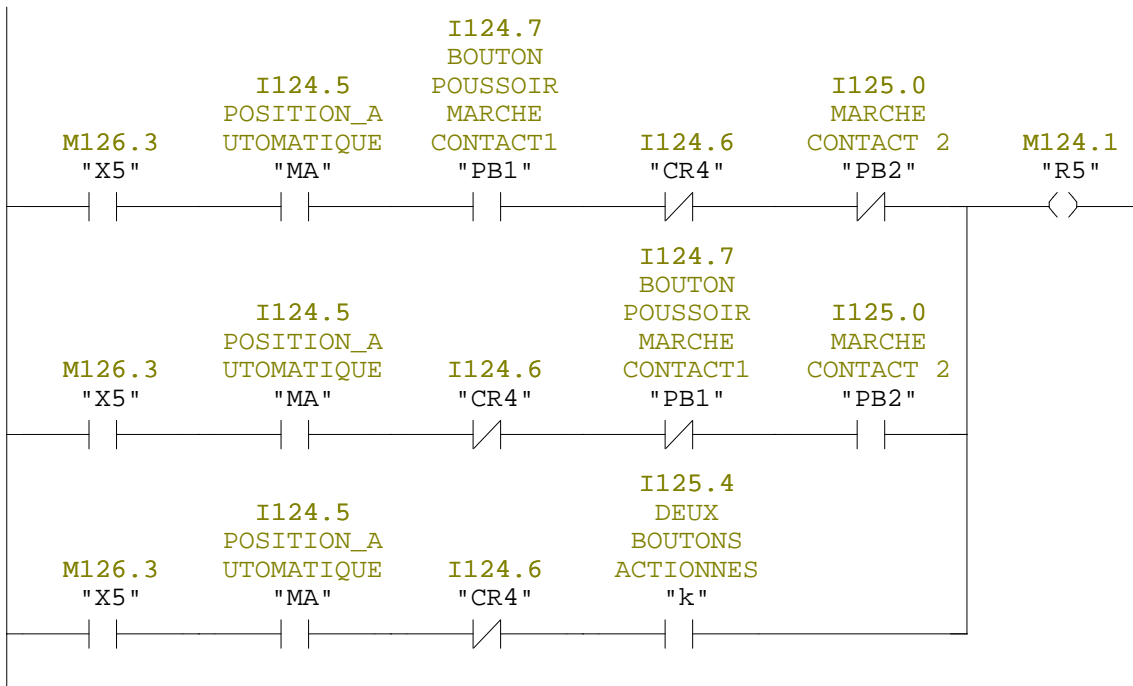 I124.7
BOUTON
I124.5 POUSSOIR I125.0
POSITION_A MARCHE MARCHE
M126.3 UTOMATIQUE CONTACT1 I124.6 CONTACT 2 M124.1
"X5" "MA" "PB1" "CR4" "PB2" "R5"
I124.7
BOUTON
I124.5 POUSSOIR I125.0
POSITION_A MARCHE MARCHE
M126.3 UTOMATIQUE I124.6 CONTACT1 CONTACT 2
"X5" "MA" "CR4" "PB1" "PB2"
I125.4
I124.5 DEUX
POSITION_A BOUTONS
M126.3 UTOMATIQUE I124.6 ACTIONNES
"X5" "MA" "CR4" "k"